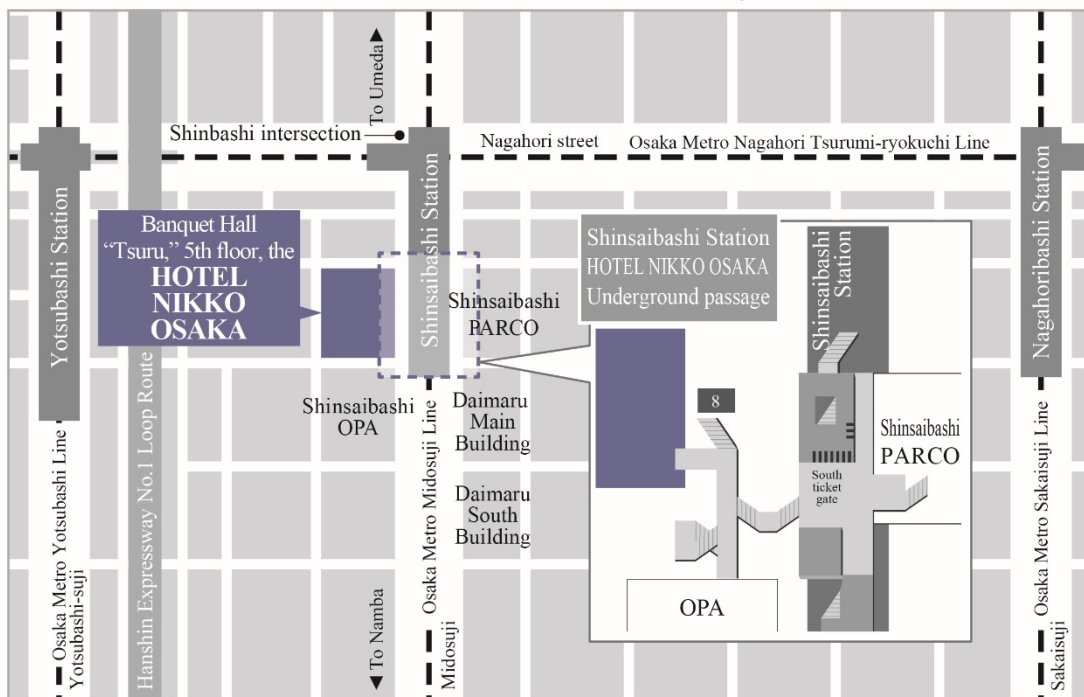 To Umeda
Shinbashi intersection
Nagahori street
Osaka Metro Nagahori Tsurumi-ryokuchi Line
Yotsubashi Station
Shinsaibashi Station
Nagahoribashi Station
Banquet Hall
“Tsuru,” 5th floor, the
HOTEL
NIKKO
OSAKA
Shinsaibashi
PARCO
Shinsaibashi
OPA
Daimaru
Main
Building
Daimaru
South
Building
Shinsaibashi Station
HOTEL NIKKO OSAKA
Underground passage
Shinsaibashi
Station
8
South
ticket
gate
Shinsaibashi
PARCO
OPA
Osaka Metro Yotsubashi Line
Yotsubashi-suji
Hanshin Expressway No.1 Loop Route
To Namba
Osaka Metro Midosuji Line
Midosuji
Osaka Metro Sakaisuji Line
Sakaisuji